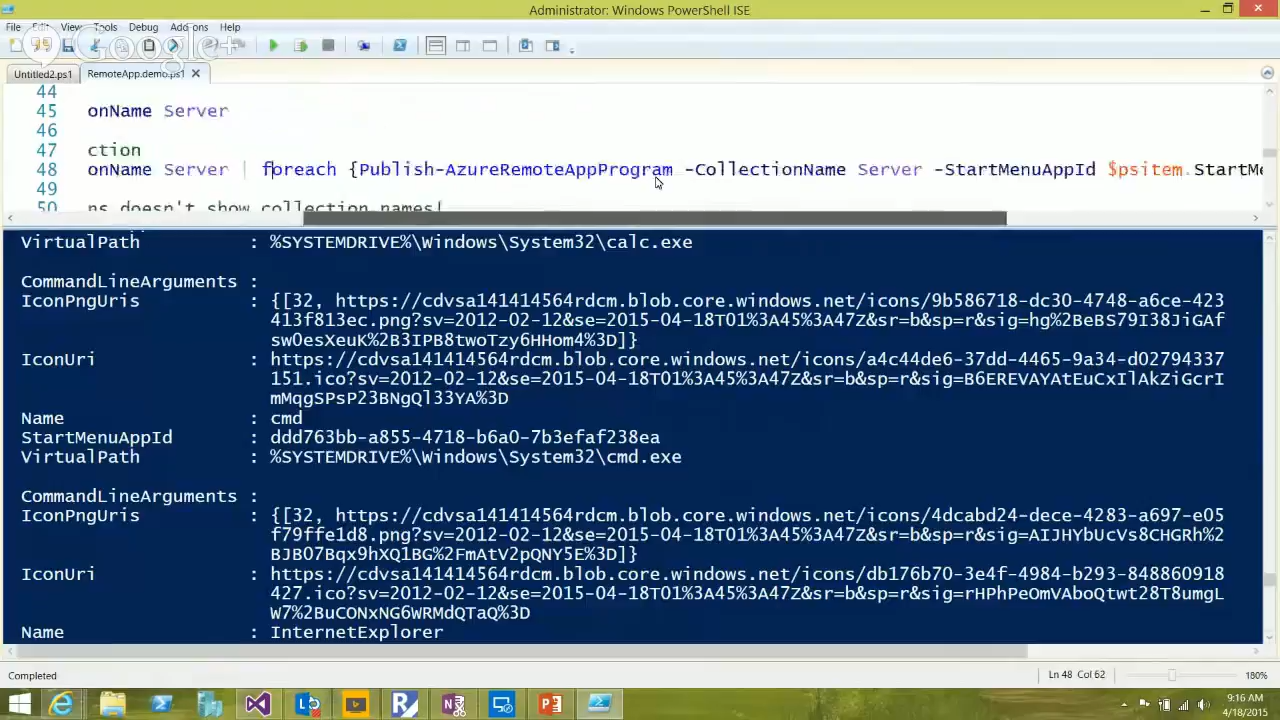 Administrator: Windows PowerShell ISE
File Edit View Tools Debug Add-ons Help
Google+
Untitled2.ps1 RemoteApp.demo.ps1
44
45 onName Server
46
47 ction
48 onName Server | foreach {Publish-AzureRemoteAppProgram -CollectionName Server -StartMenuAppId $psitem.StartMe
49
50 ns doesn't show collection names!
VirtualPath : %SYSTEMDRIVE%\Windows\System32\calc.exe
CommandLineArguments :
IconPngUris : {[32, https://cdvsa141414564rdcm.blob.core.windows.net/icons/9b586718-dc30-4748-a6ce-423
413f813ec.png?sv=2012-02-12&se=2015-04-18T01%3A45%3A47Z&sr=b&sp=r&sig=hg%2BeBS79I38JiGAf
sw0esXeuK%2B3IPB8twoTzy6HHom4%3D]}
IconUri : https://cdvsa141414564rdcm.blob.core.windows.net/icons/a4c44de6-37dd-4465-9a34-d02794337
151.ico?sv=2012-02-12&se=2015-04-18T01%3A45%3A47Z&sr=b&sp=r&sig=B6EREVAYAtEuCxIlAkZiGcrI
mMqgSPsP23BNgQl33YA%3D
Name : cmd
StartMenuAppId : ddd763bb-a855-4718-b6a0-7b3efaf238ea
VirtualPath : %SYSTEMDRIVE%\Windows\System32\cmd.exe
CommandLineArguments :
IconPngUris : {[32, https://cdvsa141414564rdcm.blob.core.windows.net/icons/4dcabd24-dece-4283-a697-e05
f79ffe1d8.png?sv=2012-02-12&se=2015-04-18T01%3A45%3A47Z&sr=b&sp=r&sig=AIJHYbUcVs8CHGRh%2
BJB07Bqx9hXQ1BG%2FmAtV2pQNY5E%3D]}
IconUri : https://cdvsa141414564rdcm.blob.core.windows.net/icons/db176b70-3e4f-4984-b293-848860918
427.ico?sv=2012-02-12&se=2015-04-18T01%3A45%3A47Z&sr=b&sp=r&sig=rHPhPeOmVAboQtwt28T8umgL
W7%2BuCONxNG6WRMdQTaQ%3D
Name : InternetExplorer
Completed Ln 48 Col 62 180%
9:16 AM
4/18/2015